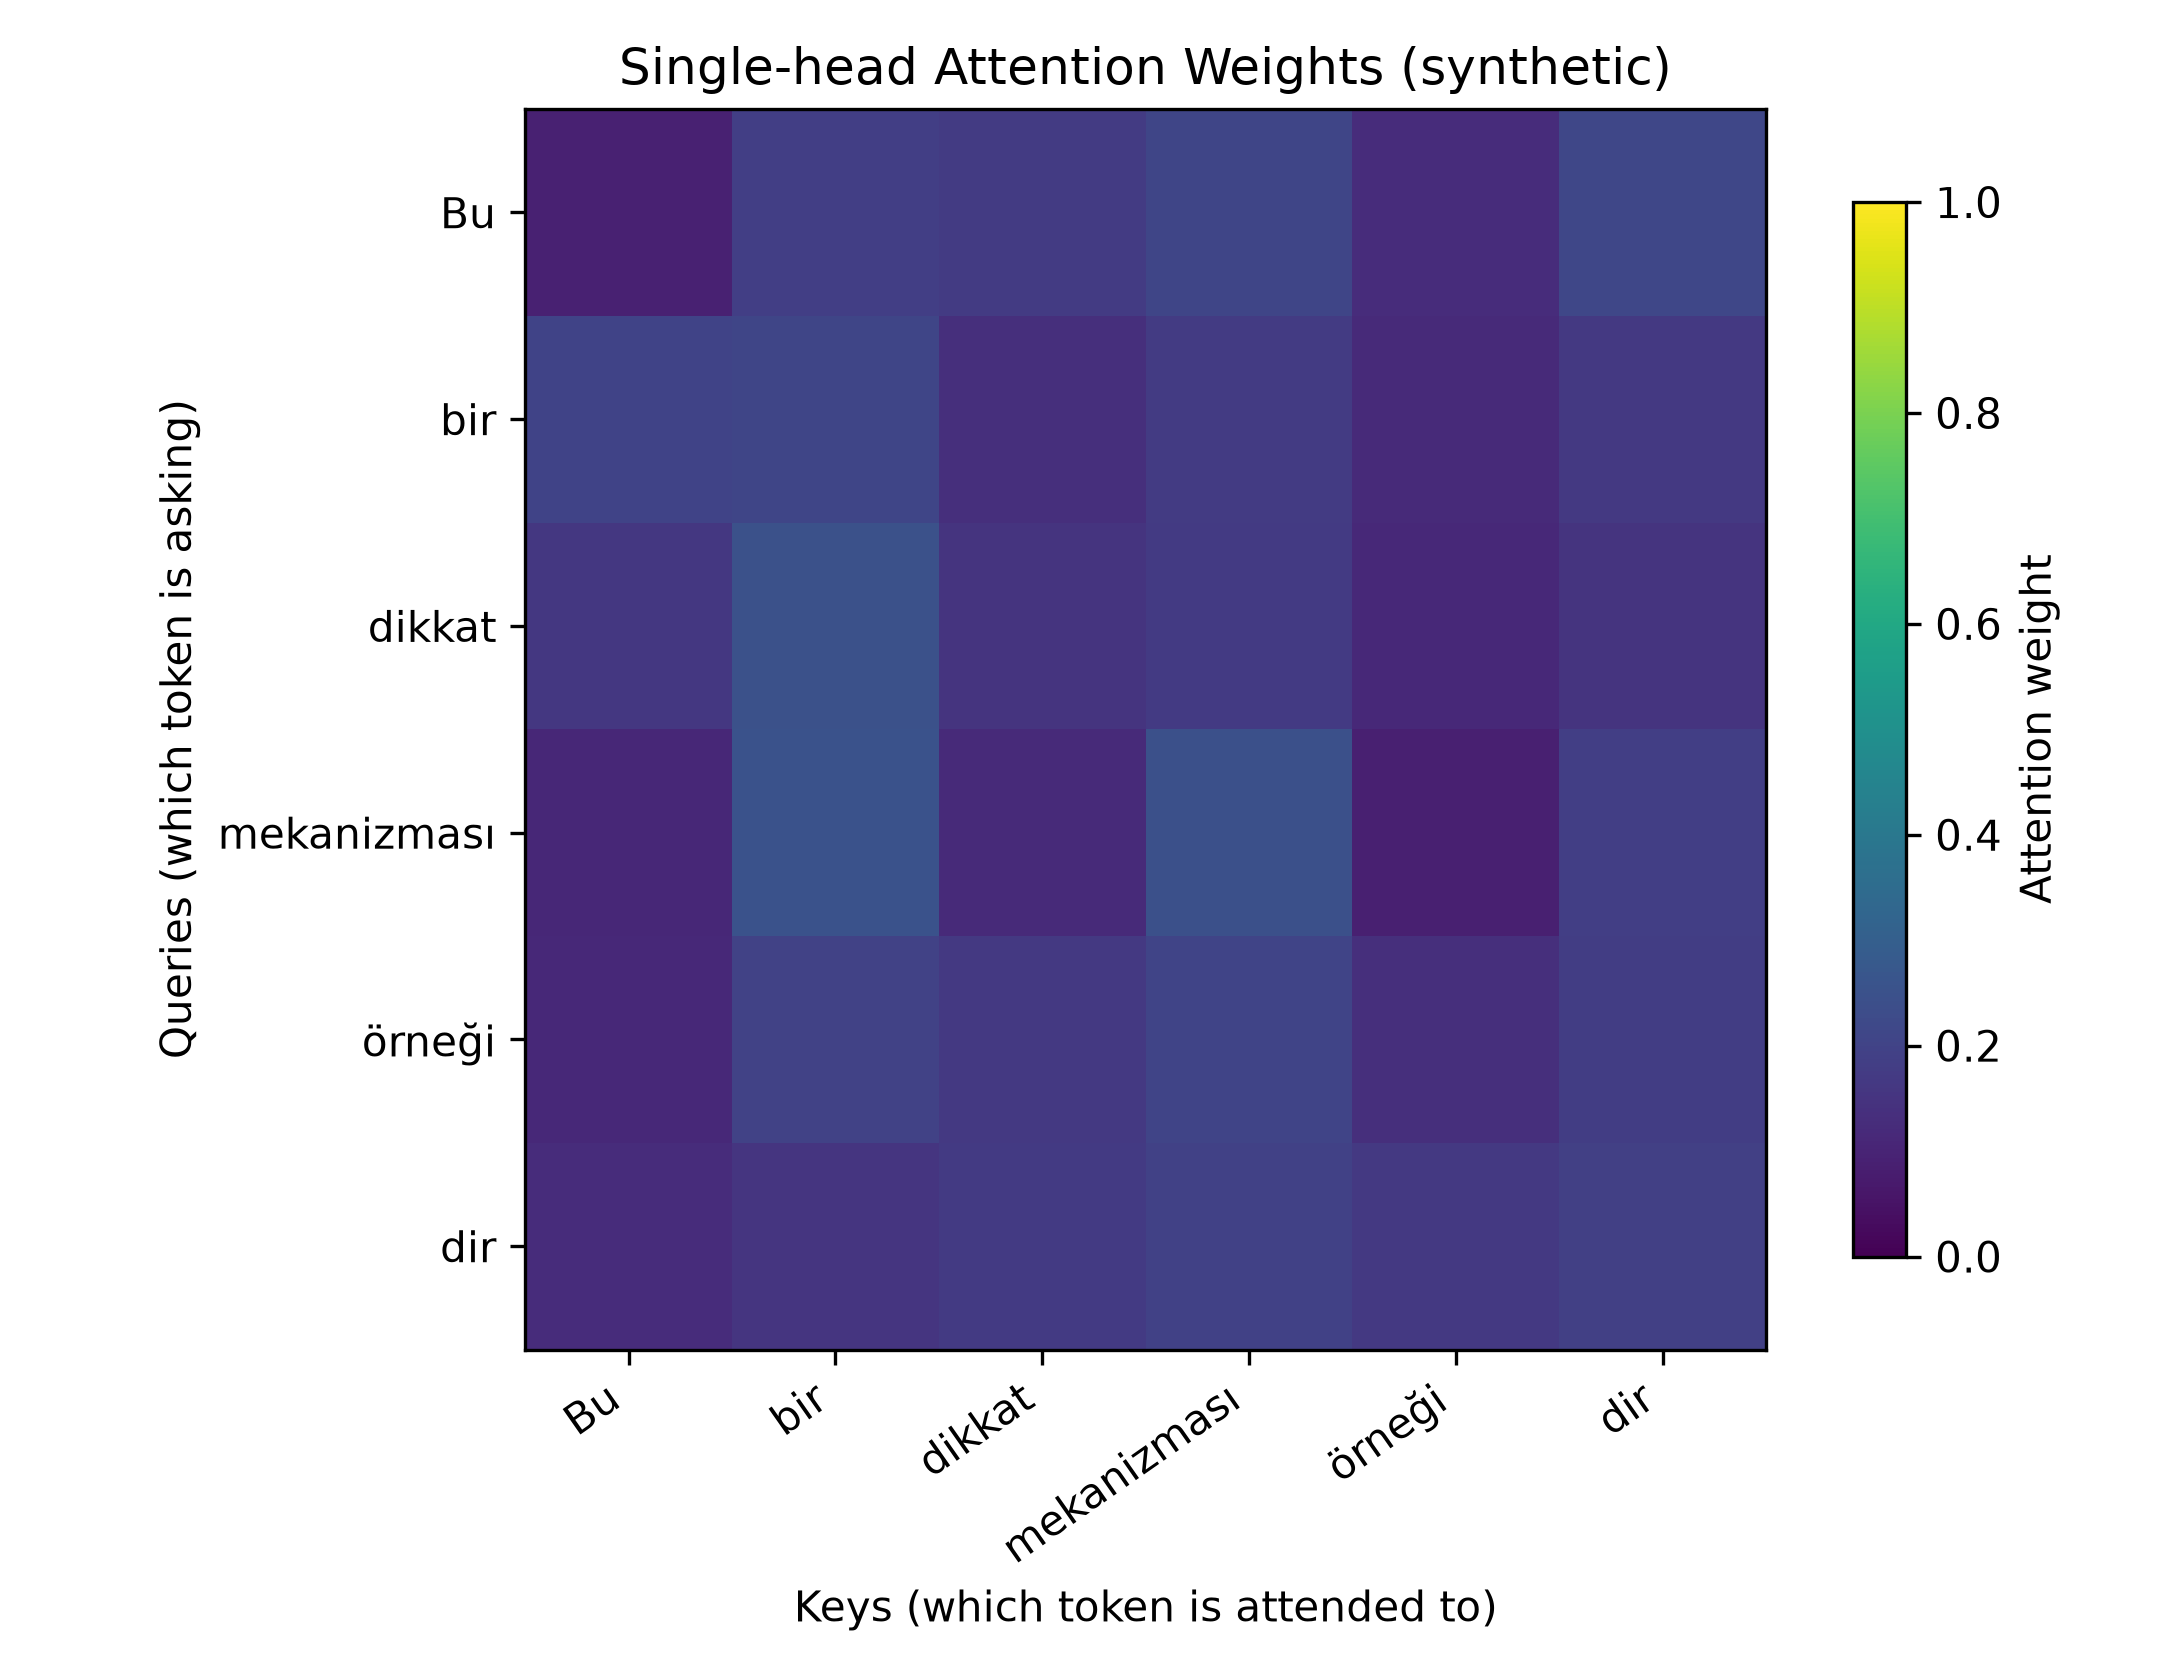 Single-head Attention Weights (synthetic)
Queries (which token is asking)
Bu
bir
dikkat
mekanizması
örneği
dir
Bu
bir
dikkat
mekanizması
örneği
dir
Keys (which token is attended to)
1.0
0.8
0.6
0.4
0.2
0.0
Attention weight